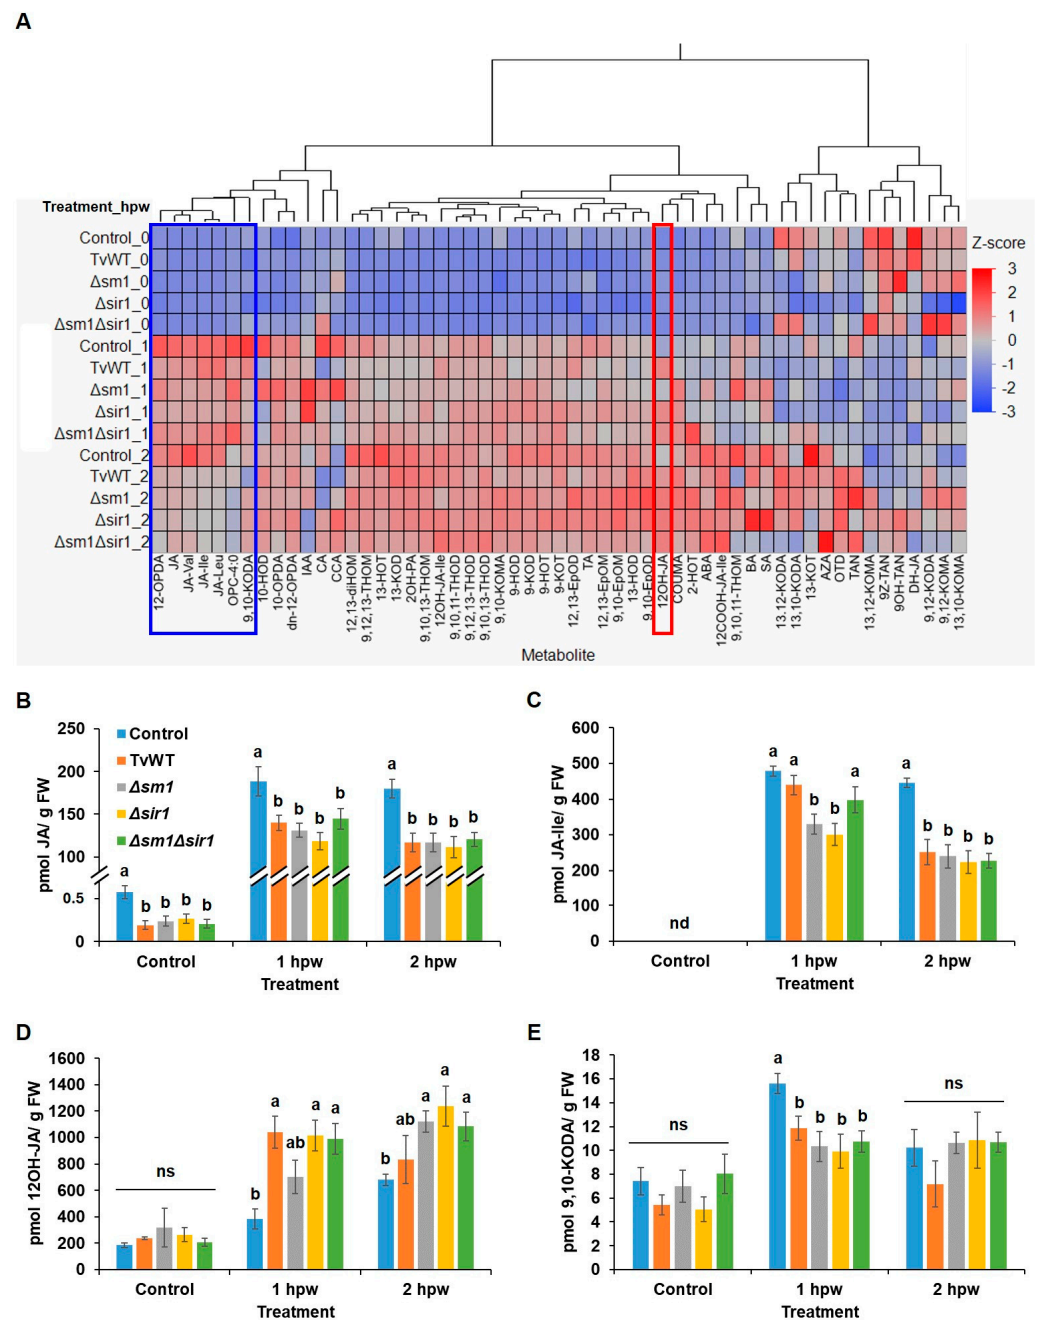 A
Treatment_hpw
Control_0
TvWT_0
Δsm1_0
Δsir1_0
Δsm1Δsir1_0
Control_1
TvWT_1
Δsm1_1
Δsir1_1
Δsm1Δsir1_1
Control_2
TvWT_2
Δsm1_2
Δsir1_2
Δsm1Δsir1_2
Z-score
3
2
1
0
-1
-2
-3
12-OPDA
JA
JA-Val
JA-Ile
JA-Leu
OPC-4:0
9,10-KODA
10-HOD
10-OPDA
dn-12-OPDA
IAA
CA
CCA
12,13-diHOM
9,12,13-THOM
13-HOT
13-KOD
2OH-PA
9,10,13-THOM
12OH-JA-Ile
9,10,11-THOD
9,12,13-THOD
9,10,13-THOD
9,10-KOMA
9-HOD
9-KOD
9-HOT
9-KOT
12,13-EpOD
TA
12,13-EpOM
9,10-EpOM
13-HOD
9,10-EpOD
12OH-JA
COUMA
2-HOT
ABA
12COOH-JA-Ile
9,10,11-THOM
BA
SA
13,12-KODA
13,10-KODA
13-KOT
AZA
OTD
TAN
13,12-KOMA
9Z-TAN
9OH-TAN
DH-JA
9,12-KODA
9,12-KOMA
13,10-KOMA
Metabolite
B
pmol JA/ g FW
250
200
150
100
0.5
0
Control
TvWT
Δsm1
Δsir1
Δsm1Δsir1
a
b
b
b
b
a
b
b
b
b
a
b
b
b
b
Control
1 hpw
2 hpw
Treatment
C
pmol JA-Ile/ g FW
600
500
400
300
200
100
0
nd
a
a
b
b
a
a
b
b
b
b
Control
1 hpw
2 hpw
Treatment
D
pmol 12OH-JA/ g FW
1600
1400
1200
1000
800
600
400
200
0
ns
b
a
ab
a
a
b
ab
a
a
a
Control
1 hpw
2 hpw
Treatment
E
pmol 9,10-KODA/ g FW
18
16
14
12
10
8
6
4
2
0
ns
a
b
b
b
b
ns
Control
1 hpw
2 hpw
Treatment